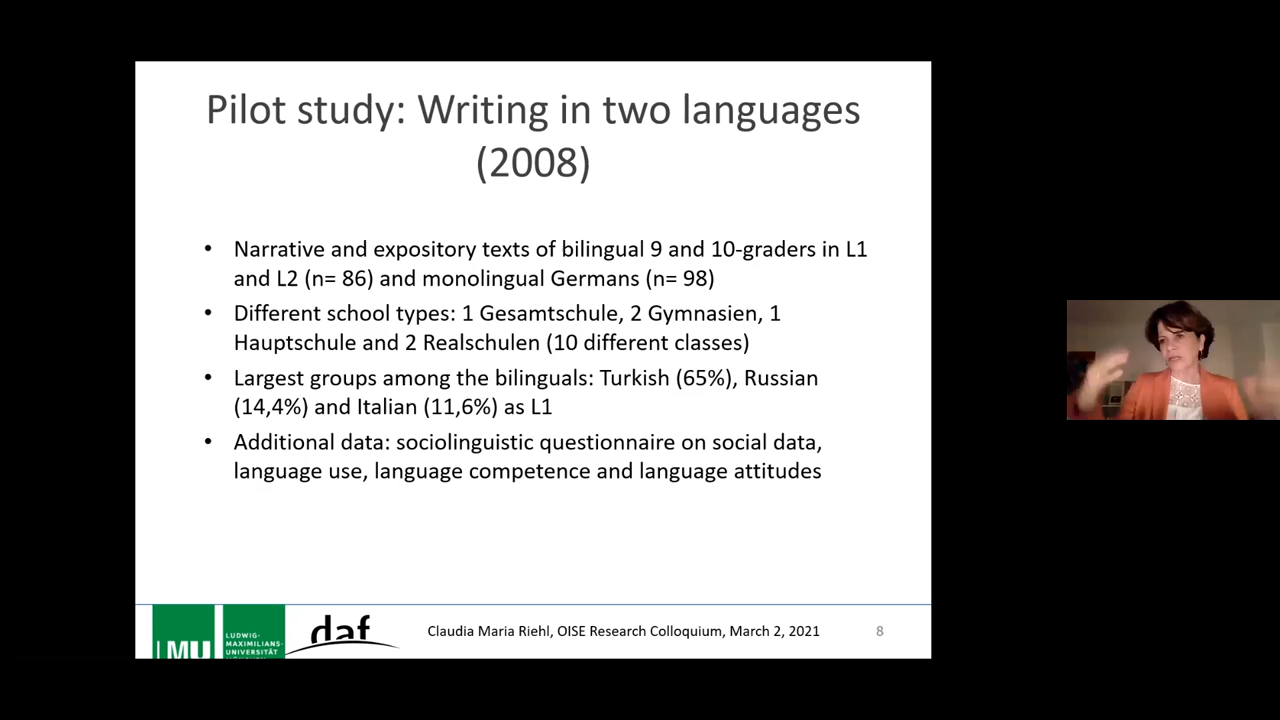 Pilot study: Writing in two languages
(2008)
• Narrative and expository texts of bilingual 9 and 10-graders in L1
and L2 (n= 86) and monolingual Germans (n= 98)
• Different school types: 1 Gesamtschule, 2 Gymnasien, 1
Hauptschule and 2 Realschulen (10 different classes)
• Largest groups among the bilinguals: Turkish (65%), Russian
(14,4%) and Italian (11,6%) as L1
• Additional data: sociolinguistic questionnaire on social data,
language use, language competence and language attitudes
LMU
LUDWIG-
MAXIMILIANS-
UNIVERSITÄT
MÜNCHEN
daf
Claudia Maria Riehl, OISE Research Colloquium, March 2, 2021
8